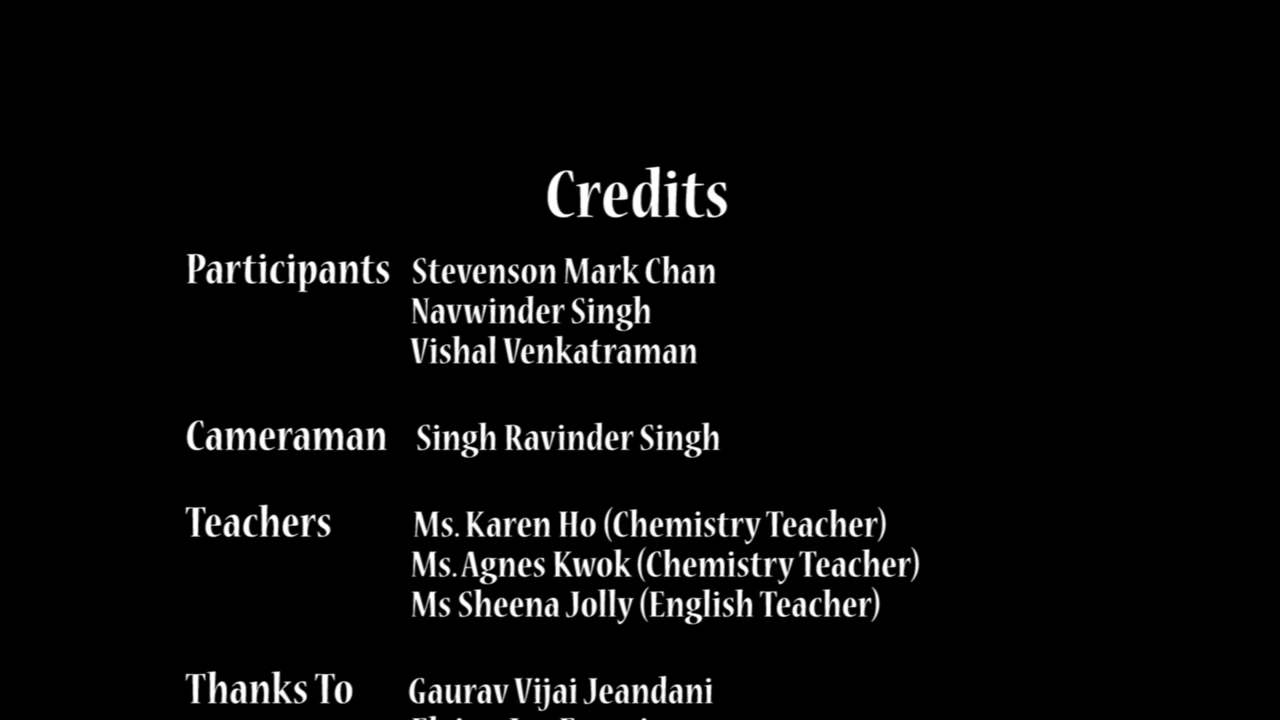 Credits
Participants Stevenson Mark Chan
Navwinder Singh
Vishal Venkatraman
Cameraman Singh Ravinder Singh
Teachers Ms. Karen Ho (Chemistry Teacher)
Ms. Agnes Kwok (Chemistry Teacher)
Ms Sheena Jolly (English Teacher)
Thanks To Gaurav Vijai Jeandani